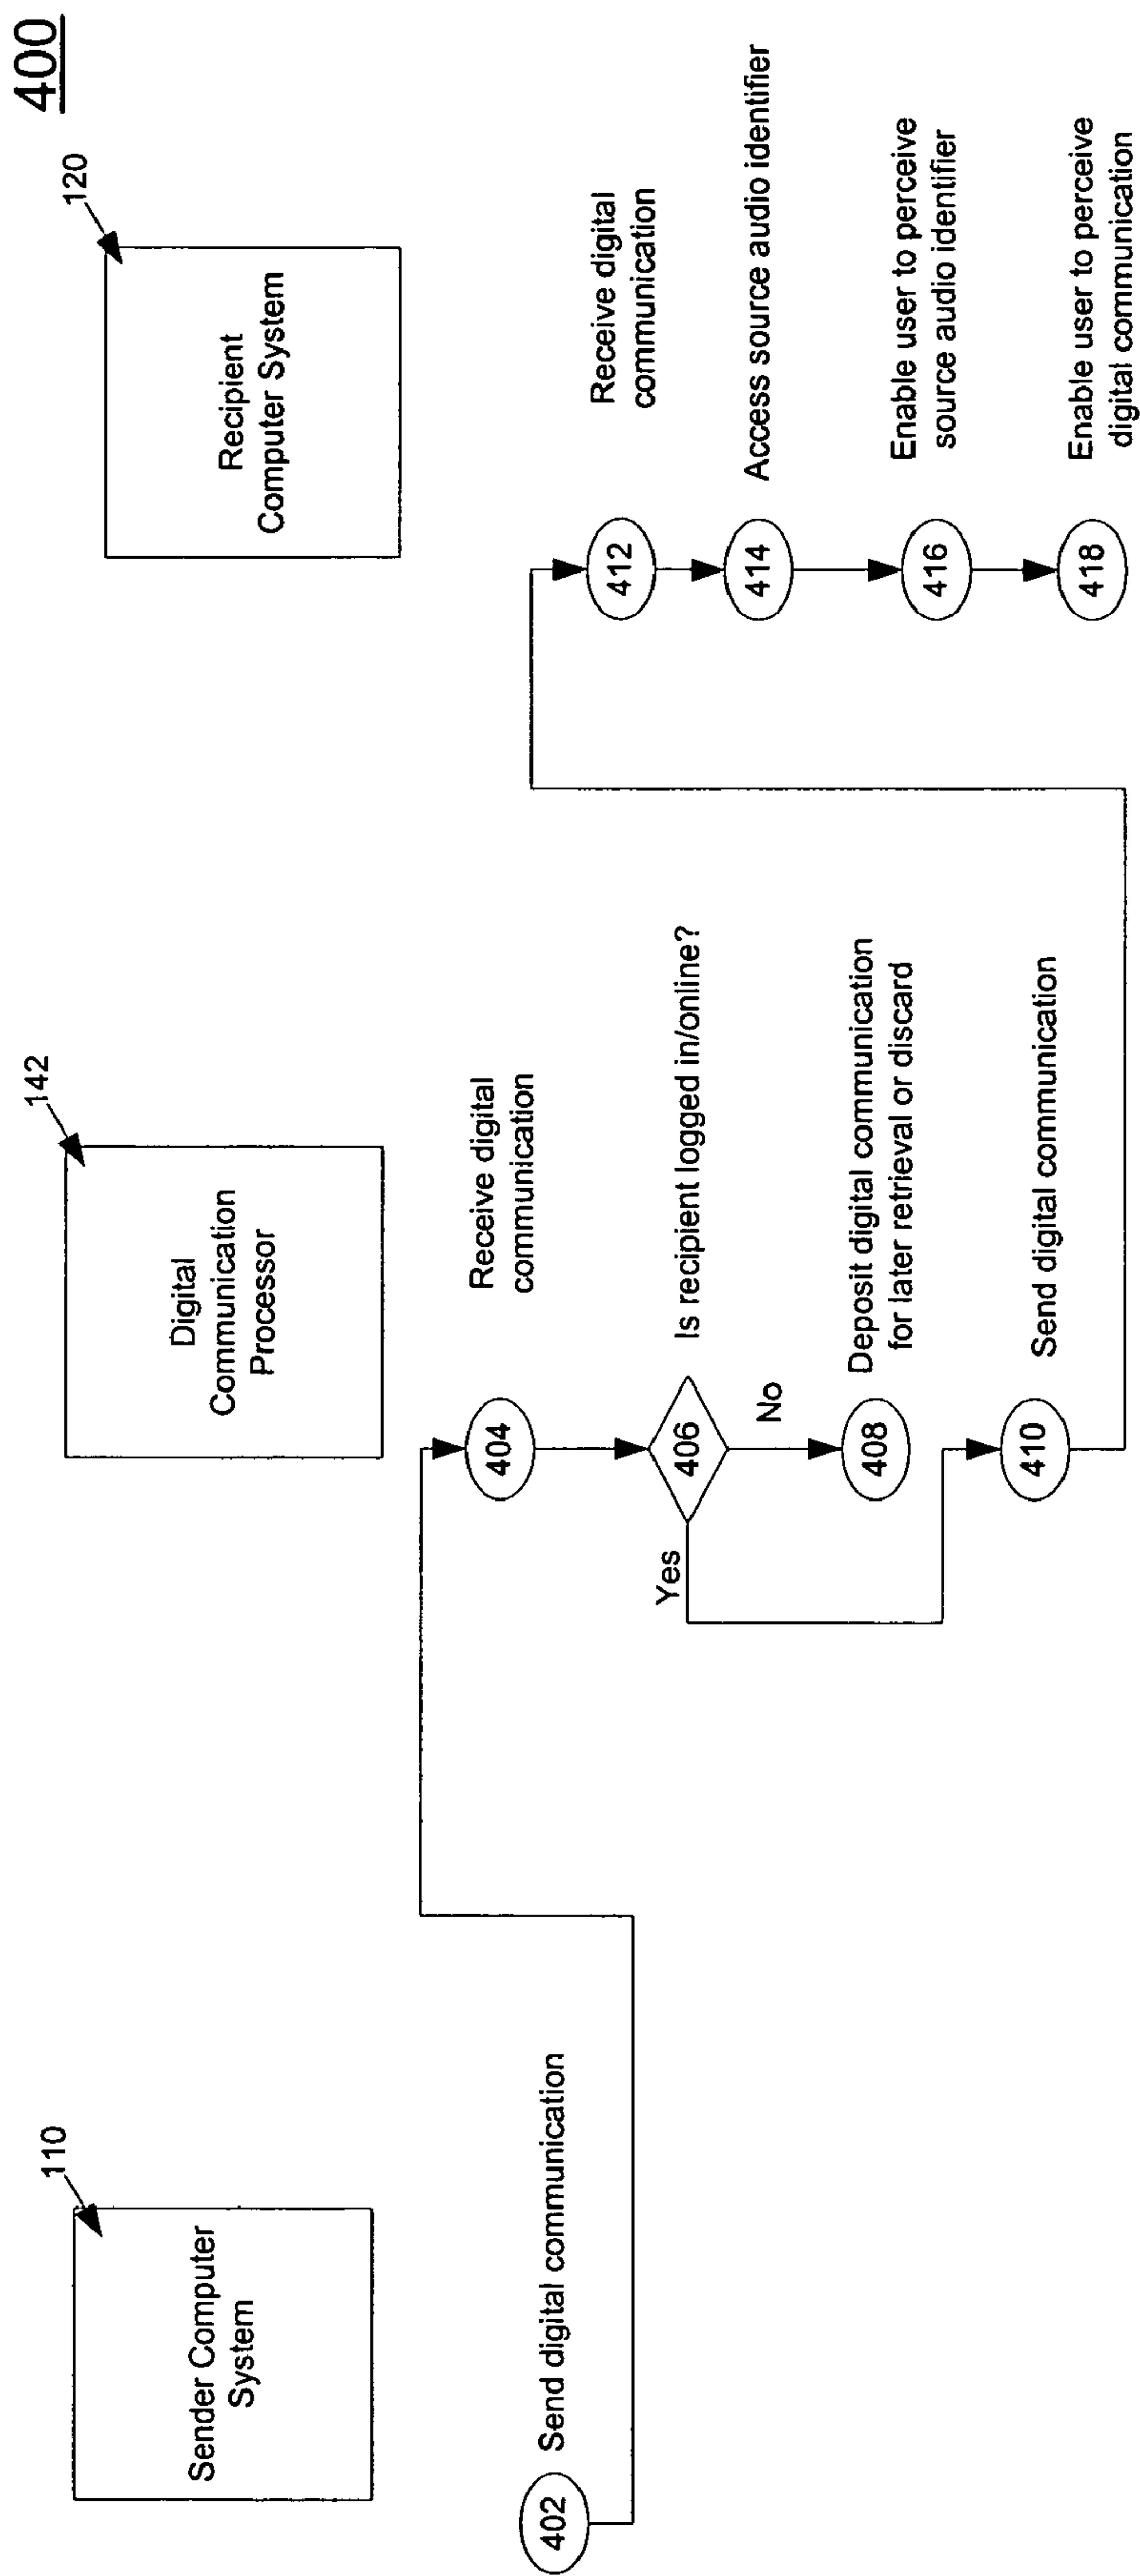 400
110
Sender Computer
System
402
Send digital communication
142
Digital
Communication
Processor
404
Receive digital
communication
406
Is recipient logged in/online?
Yes
No
408
Deposit digital communication
for later retrieval or discard
410
Send digital communication
120
Recipient
Computer System
412
Receive digital
communication
414
Access source audio identifier
416
Enable user to perceive
source audio identifier
418
Enable user to perceive
digital communication